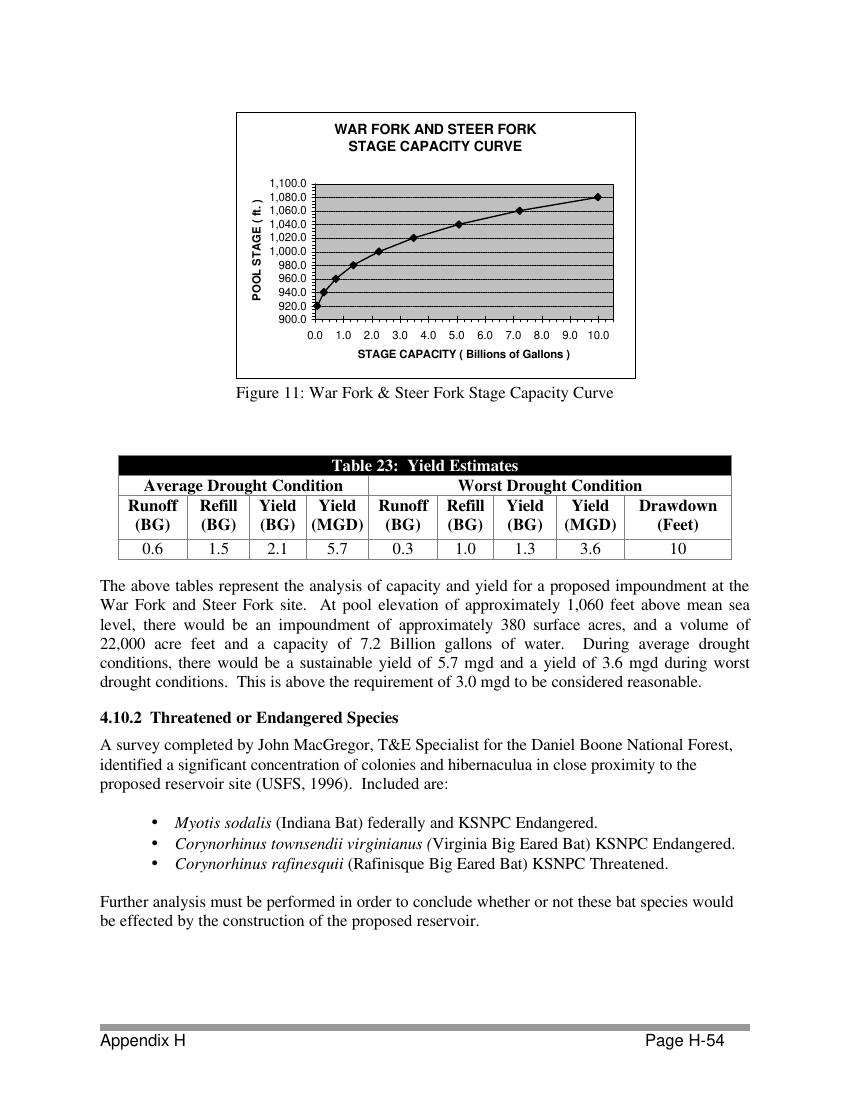 WAR FORK AND STEER FORK
STAGE CAPACITY CURVE
POOL STAGE ( ft. )
1,100.0
1,080.0
1,060.0
1,040.0
1,020.0
1,000.0
980.0
960.0
940.0
920.0
900.0
0.0 1.0 2.0 3.0 4.0 5.0 6.0 7.0 8.0 9.0 10.0
STAGE CAPACITY ( Billions of Gallons )
Figure 11: War Fork & Steer Fork Stage Capacity Curve
Table 23:  Yield Estimates
Average Drought Condition Worst Drought Condition
Runoff Refill Yield Yield Runoff Refill Yield Yield Drawdown
(BG) (BG) (BG) (MGD) (BG) (BG) (BG) (MGD) (Feet)
0.6 1.5 2.1 5.7 0.3 1.0 1.3 3.6 10
The above tables represent the analysis of capacity and yield for a proposed impoundment at the
War Fork and Steer Fork site.  At pool elevation of approximately 1,060 feet above mean sea
level, there would be an impoundment of approximately 380 surface acres, and a volume of
22,000 acre feet and a capacity of 7.2 Billion gallons of water.  During average drought
conditions, there would be a sustainable yield of 5.7 mgd and a yield of 3.6 mgd during worst
drought conditions.  This is above the requirement of 3.0 mgd to be considered reasonable.
4.10.2  Threatened or Endangered Species
A survey completed by John MacGregor, T&E Specialist for the Daniel Boone National Forest,
identified a significant concentration of colonies and hibernaculua in close proximity to the
proposed reservoir site (USFS, 1996).  Included are:
• Myotis sodalis (Indiana Bat) federally and KSNPC Endangered.
• Corynorhinus townsendii virginianus (Virginia Big Eared Bat) KSNPC Endangered.
• Corynorhinus rafinesquii (Rafinisque Big Eared Bat) KSNPC Threatened.
Further analysis must be performed in order to conclude whether or not these bat species would
be effected by the construction of the proposed reservoir.
Appendix H Page H-54